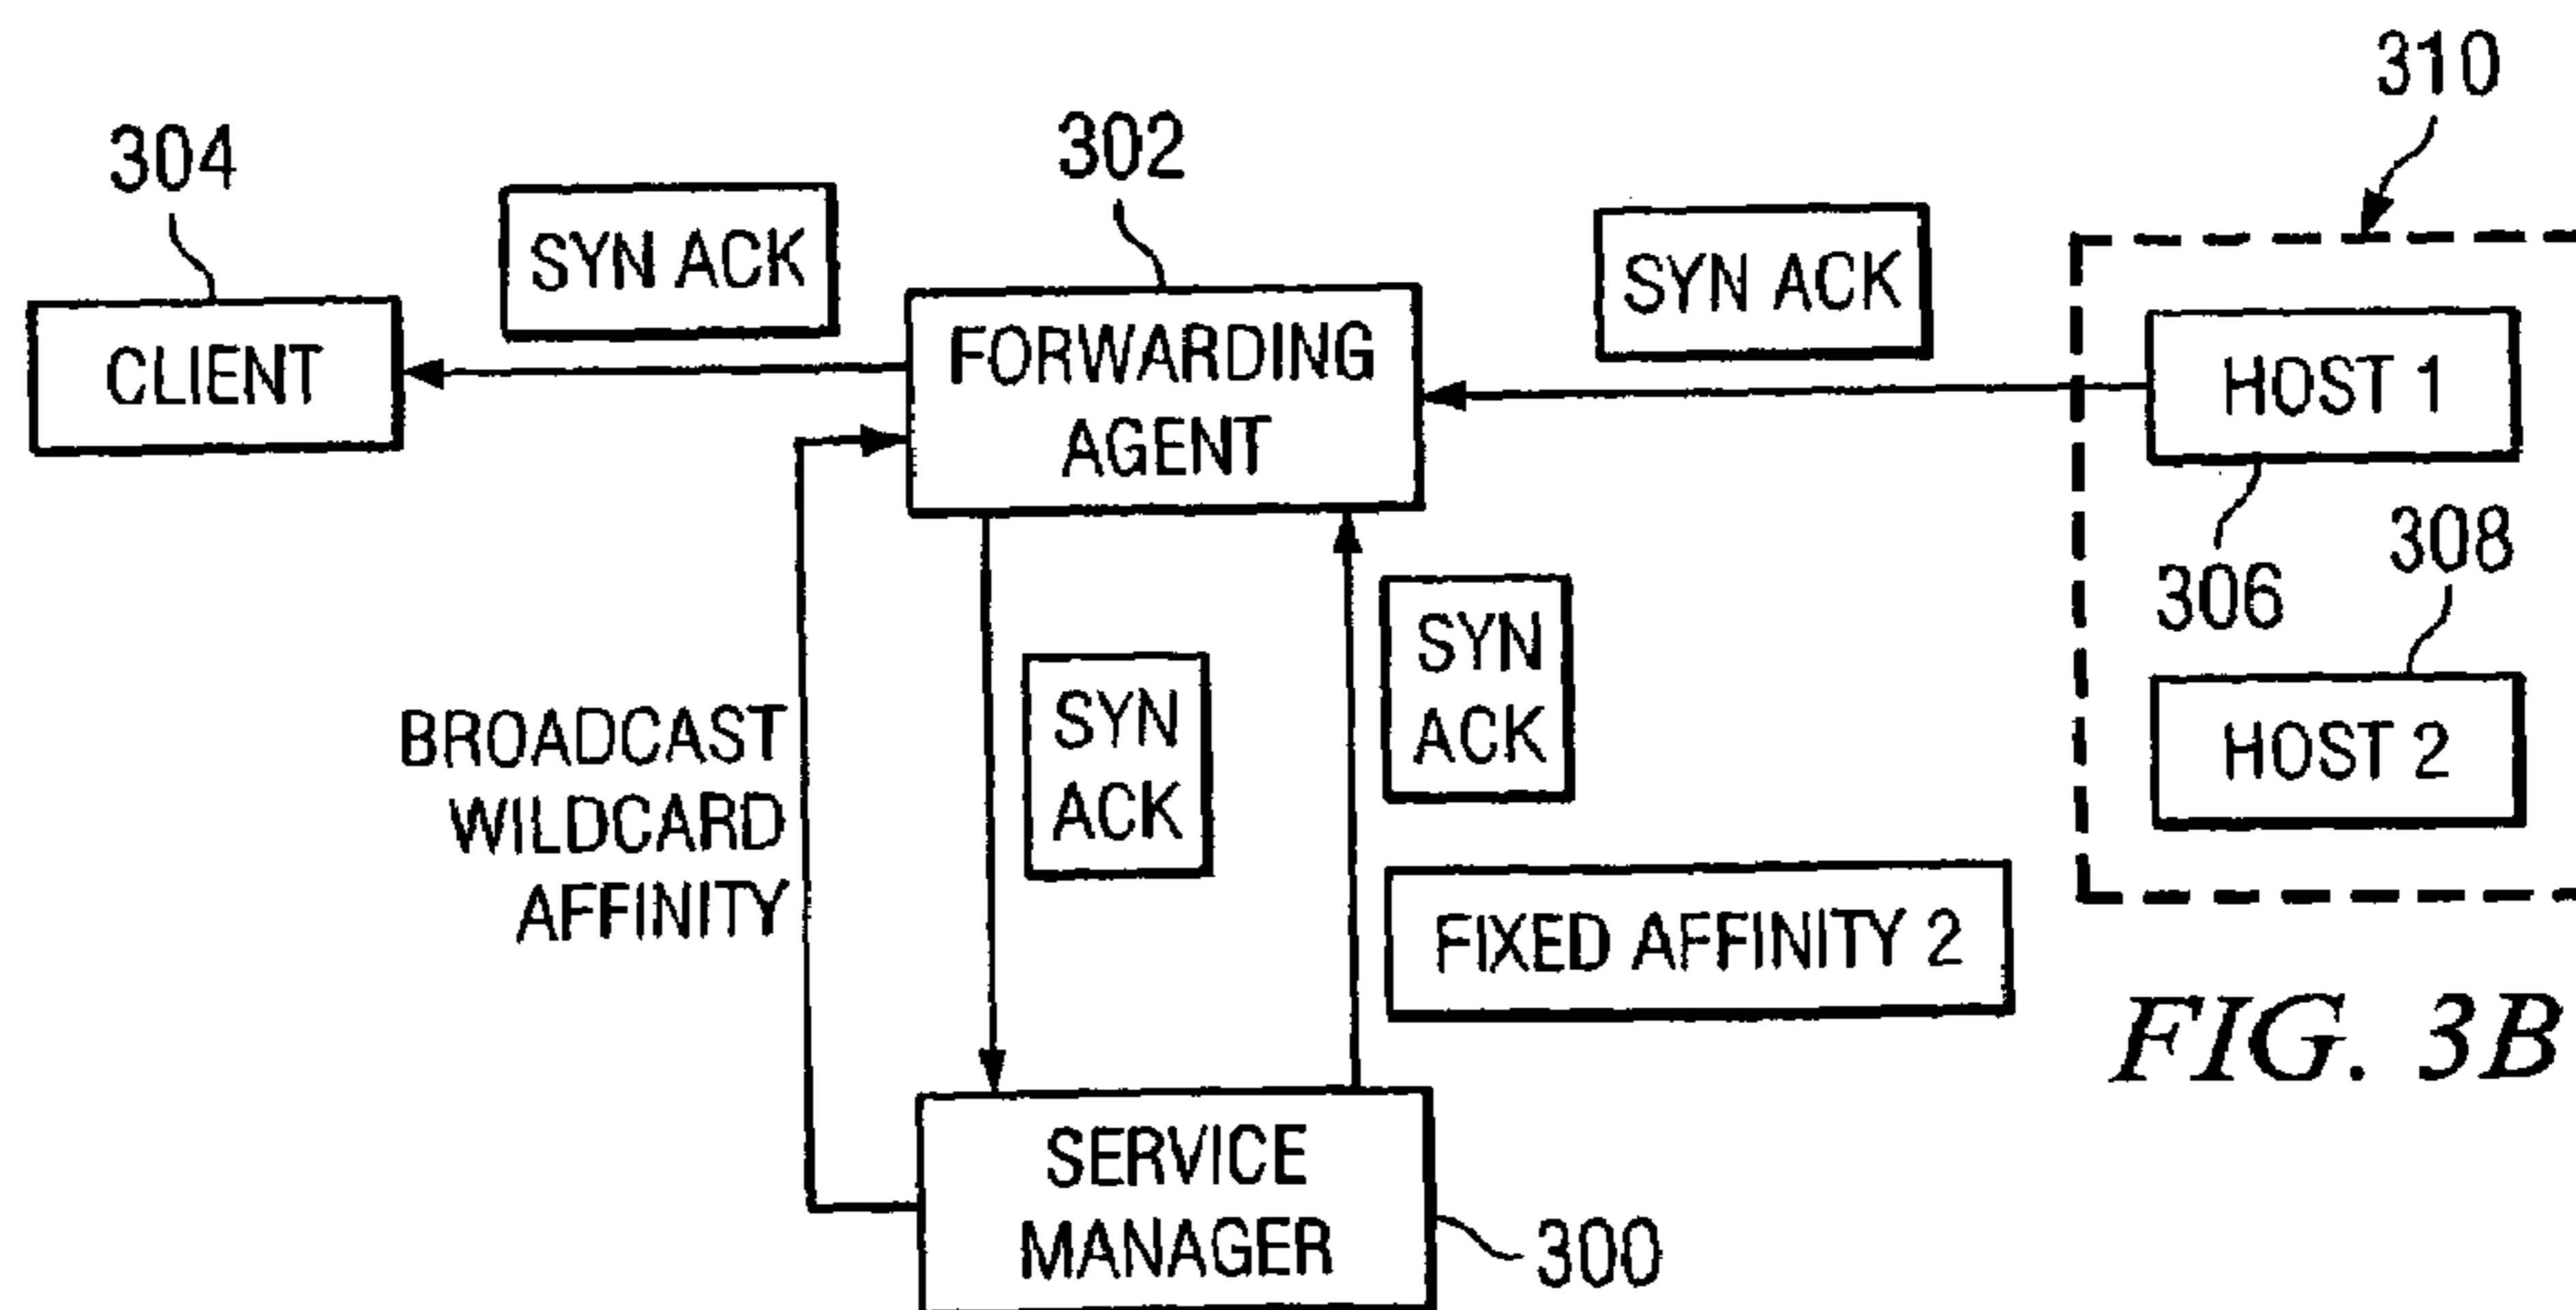 310
304
302
SYN ACK
SYN ACK
CLIENT
FORWARDING
AGENT
HOST 1
306
308
HOST 2
BROADCAST
WILDCARD
AFFINITY
SYN
ACK
SYN
ACK
FIXED AFFINITY 2
FIG. 3B
SERVICE
MANAGER
300